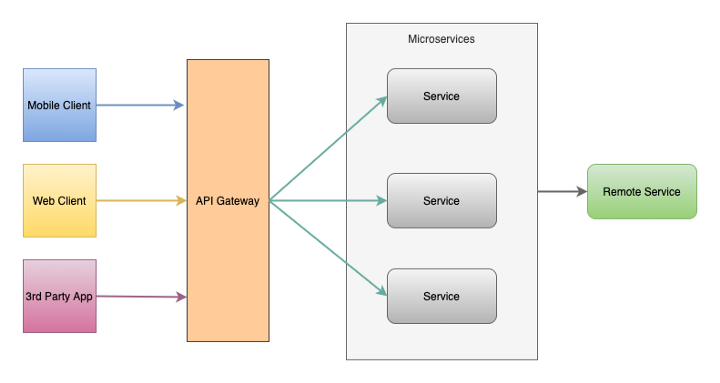 Microservices
Mobile Client
Service
Web Client
API Gateway
Service
Remote Service
3rd Party App
Service